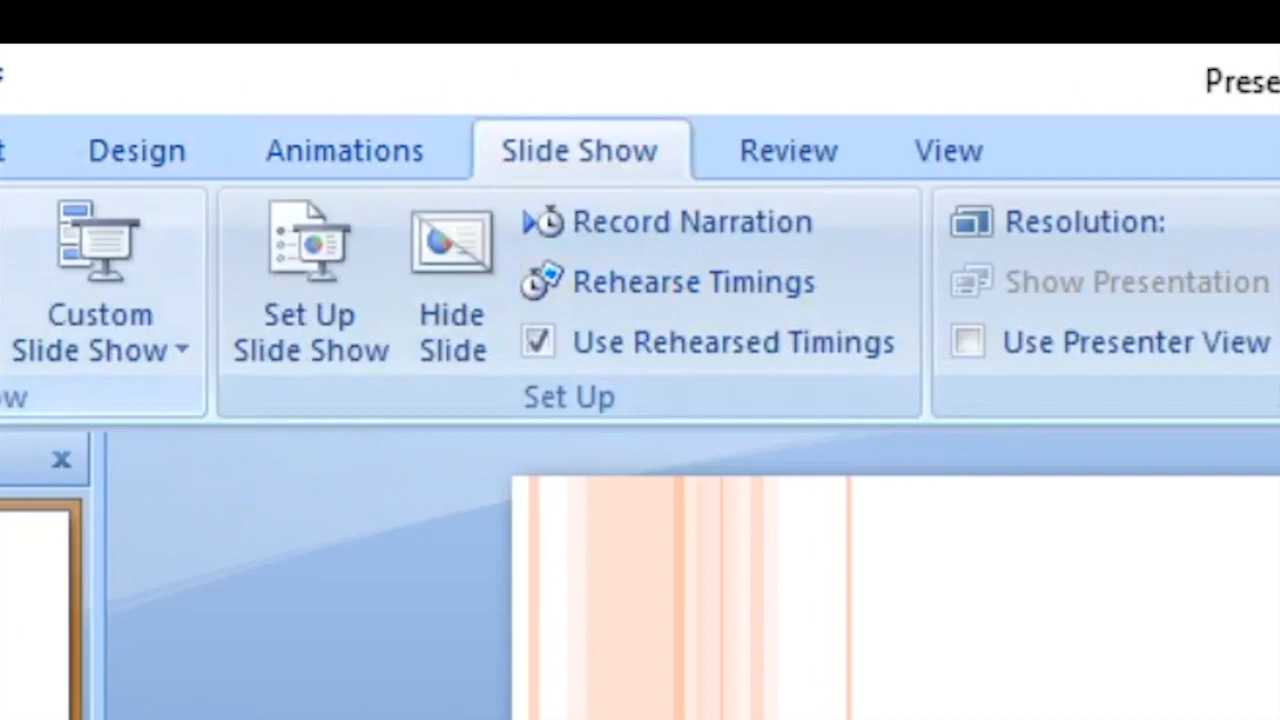 Prese
t Design Animations Slide Show Review View
Custom
Slide Show
Set Up
Slide Show
Hide
Slide
Record Narration
Rehearse Timings
Use Rehearsed Timings
Set Up
Resolution:
Show Presentation
Use Presenter View
ow
x